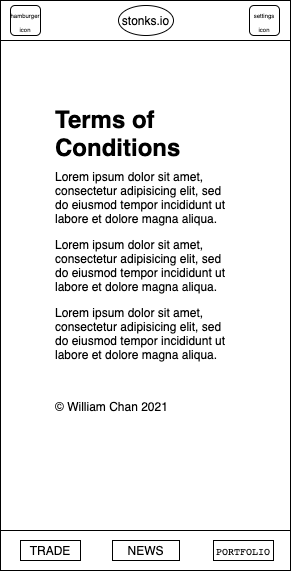 hamburger
icon
stonks.io
settings
icon
Terms of
Conditions
Lorem ipsum dolor sit amet,
consectetur adipisicing elit, sed
do eiusmod tempor incididunt ut
labore et dolore magna aliqua.
Lorem ipsum dolor sit amet,
consectetur adipisicing elit, sed
do eiusmod tempor incididunt ut
labore et dolore magna aliqua.
Lorem ipsum dolor sit amet,
consectetur adipisicing elit, sed
do eiusmod tempor incididunt ut
labore et dolore magna aliqua.
© William Chan 2021
TRADE
NEWS
PORTFOLIO